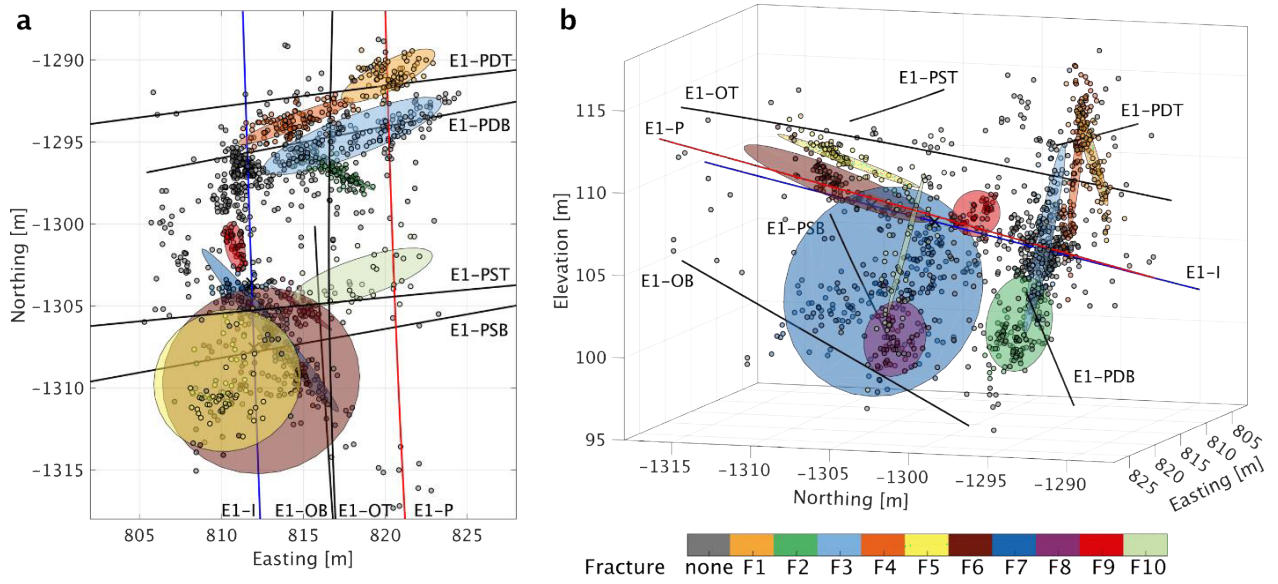 a
E1-PDT
E1-PDB
E1-PST
E1-PSB
-1290
-1295
-1300
-1305
-1310
-1315
Northing [m]
E1-I
E1-OB
E1-OT
E1-P
805
810
815
820
825
Easting [m]
b
E1-PST
E1-OT
E1-PDT
E1-P
E1-PSB
E1-OB
E1-I
E1-PDB
115
110
105
100
95
Elevation [m]
-1315
-1310
-1305
-1300
-1295
-1290
Northing [m]
805
810
815
820
825
Easting [m]
Fracture none F1 F2 F3 F4 F5 F6 F7 F8 F9 F10